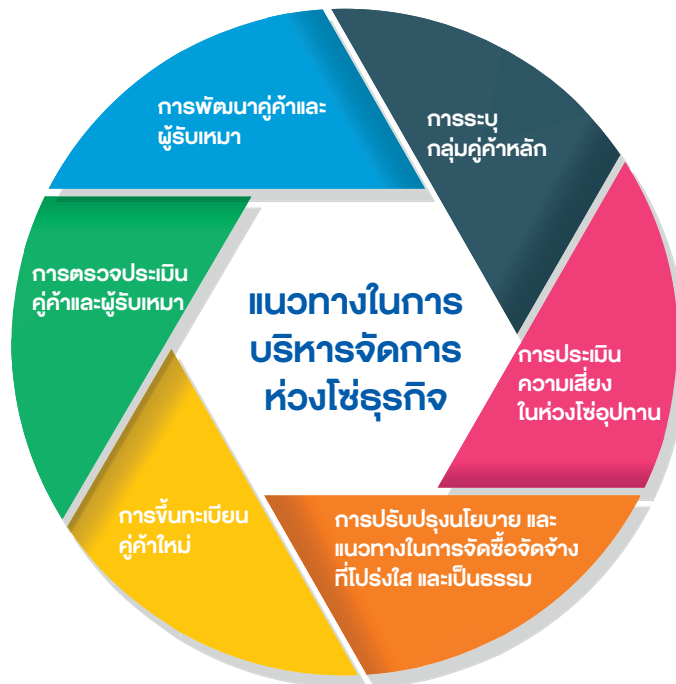 การพัฒนาคู่ค้าและ
ผู้รับเหมา
การระบุ
กลุ่มคู่ค้าหลัก
การตรวจประเมิน
คู่ค้าและผู้รับเหมา
แนวทางในการ
บริหารจัดการ
ห่วงโซ่ธุรกิจ
การประเมิน
ความเสี่ยง
ในห่วงโซ่อุปทาน
การขึ้นทะเบียน
คู่ค้าใหม่
การปรับปรุงนโยบาย และ
แนวทางในการจัดซื้อจัดจ้าง
ที่โปร่งใส และเป็นธรรม